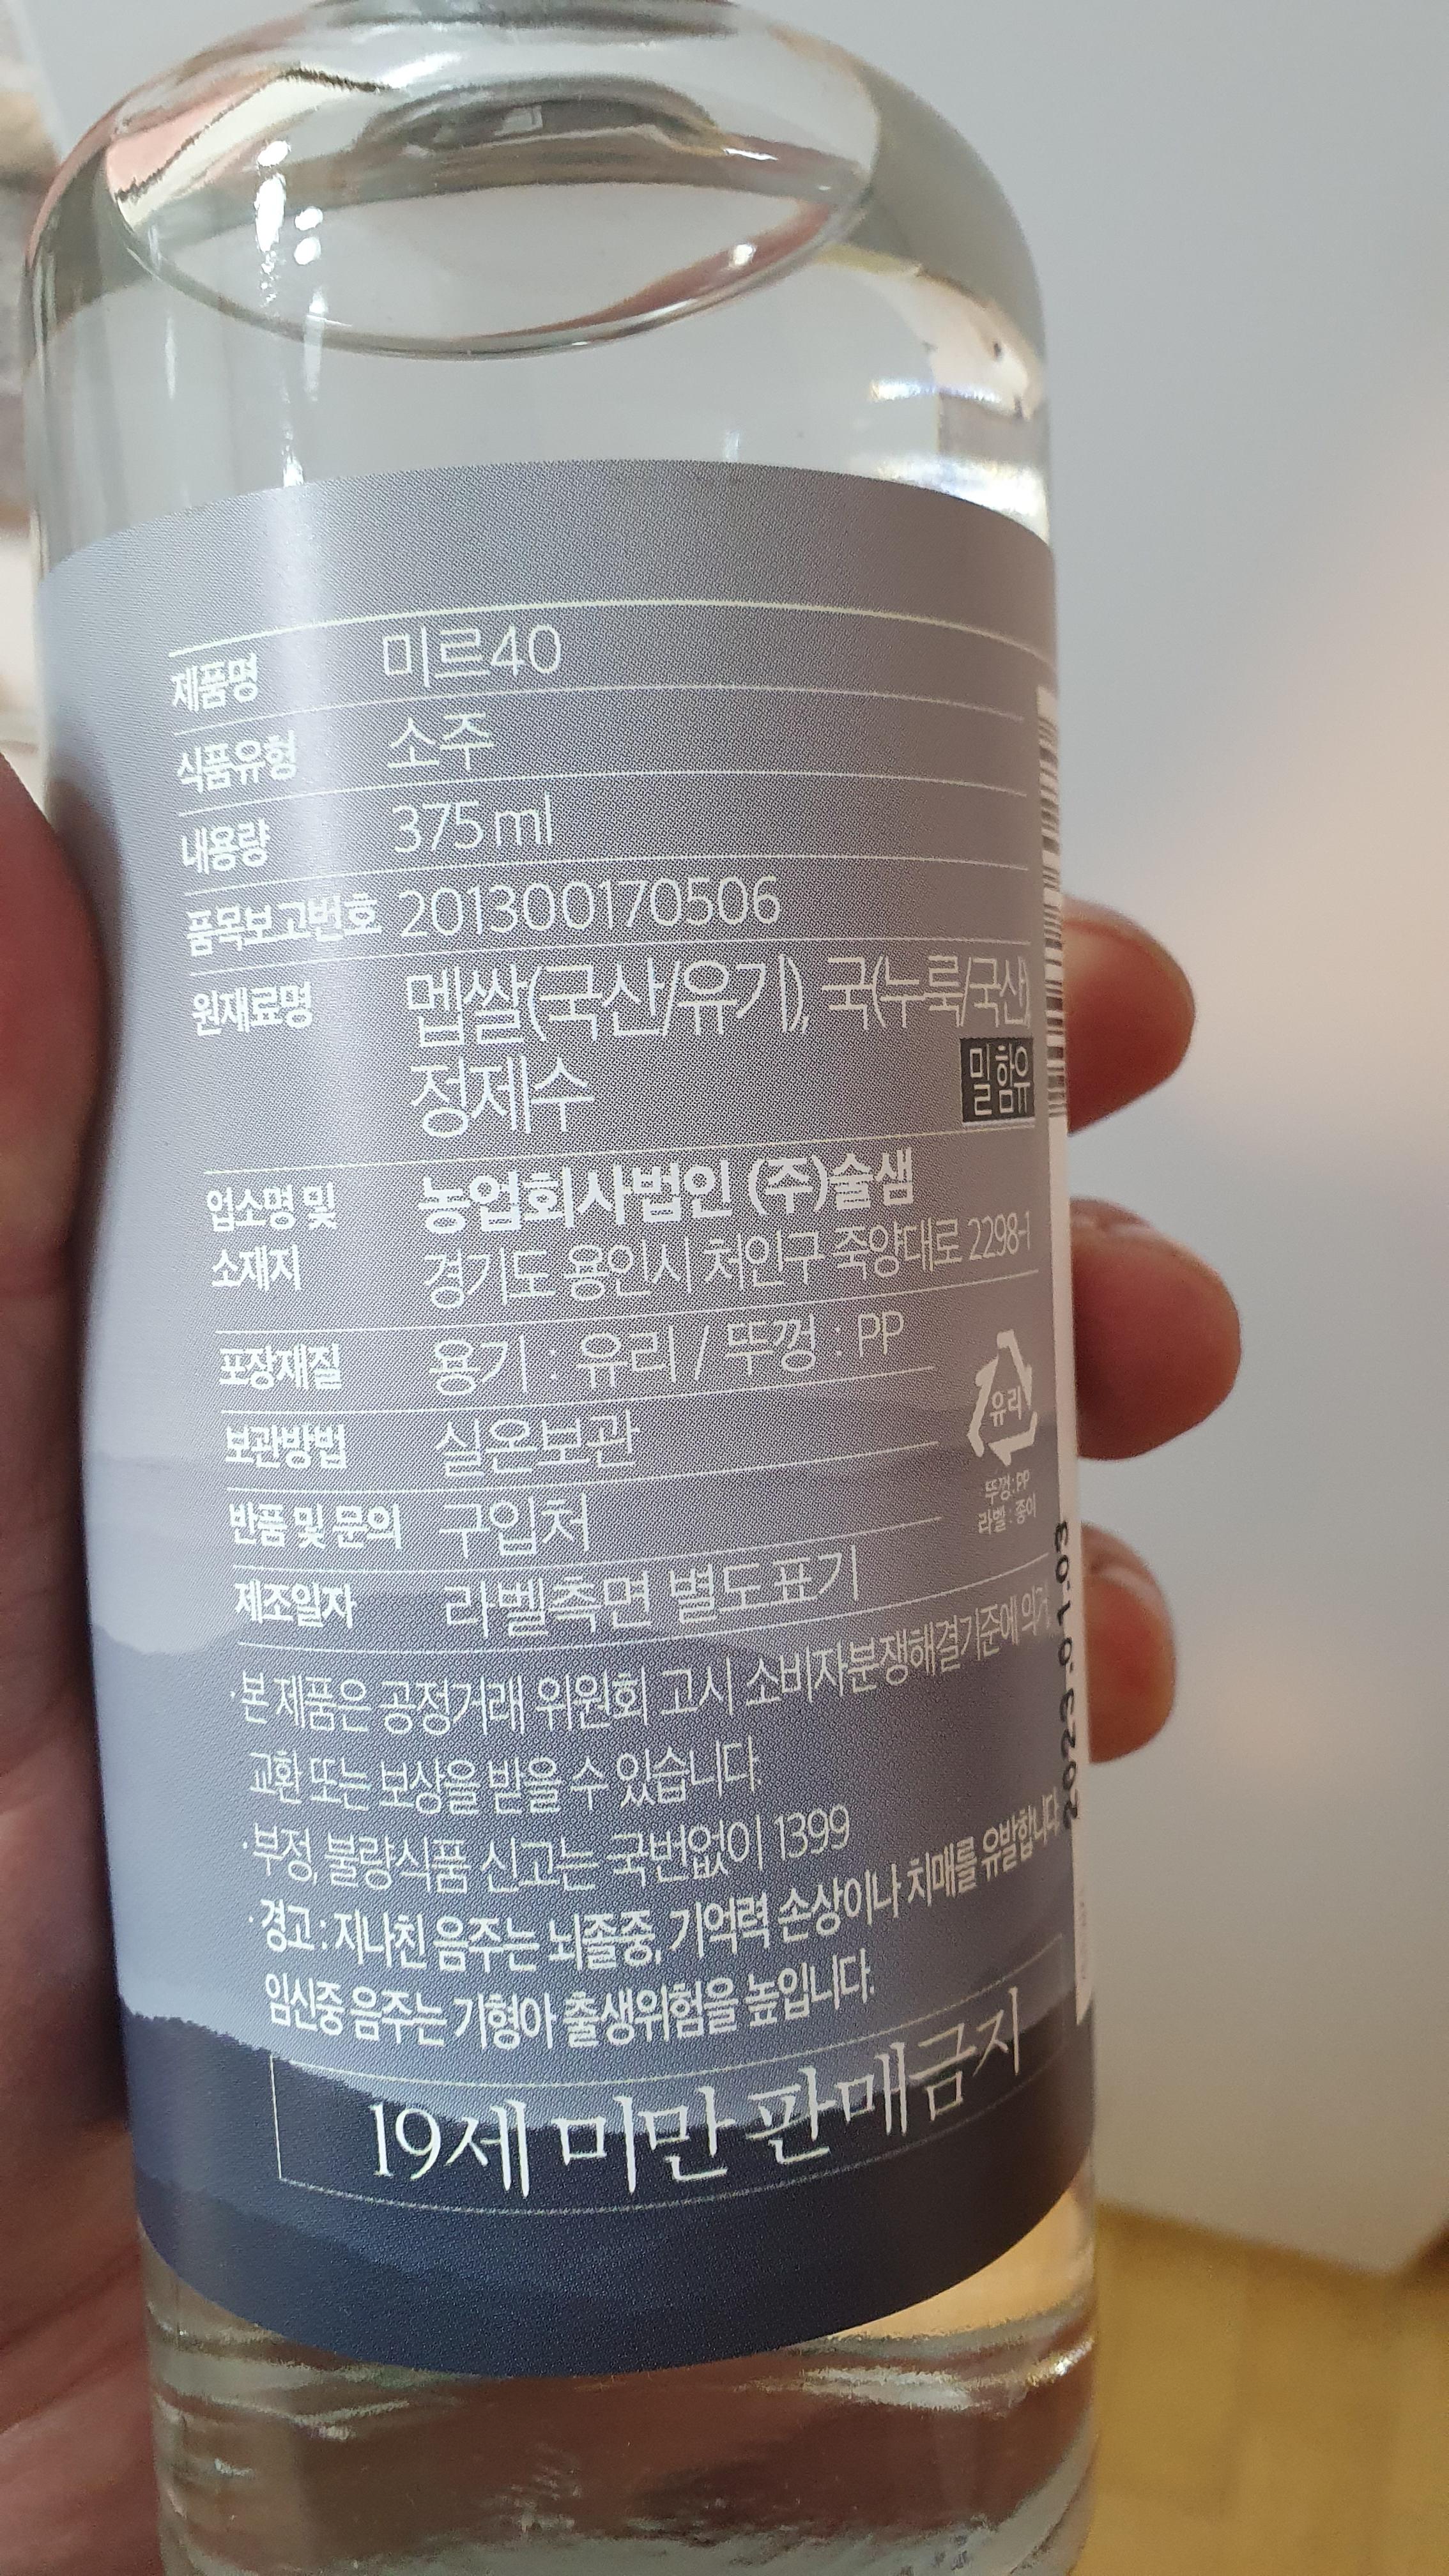 제품명 미르40
식품유형 소주
내용량 375ml
품목보고번호 201300170506
원재료명 멥쌀(국산/유기), 국(누룩/국산)
정제수 밀 함유
업소명 및 농업회사법인 (주)술샘
소재지 경기도 용인시 처인구 죽양대로 2298-1
포장재질 용기 : 유리 / 뚜껑 : PP
보관방법 실온보관
유리
뚜껑:PP
라벨 : 종이
반품 및 문의 구입처
제조일자 라벨측면 별도표기
· 본 제품은 공정거래 위원회 고시 소비자분쟁해결기준에 의거
교환 또는 보상을 받을 수 있습니다.
· 부정, 불량식품 신고는 국번없이 1399
· 경고 : 지나친 음주는 뇌졸중, 기억력 손상이나 치매를 유발합니다.
임신중 음주는 기형아 출생위험을 높입니다.
19세 미만 판매금지
2023.01.03